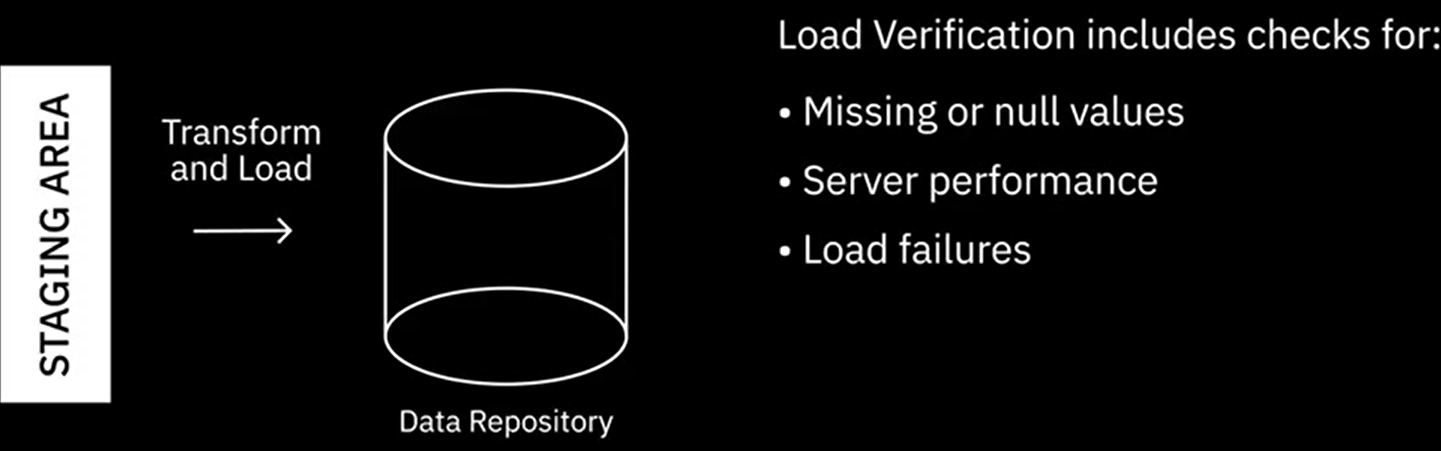 STAGING AREA
Transform
and Load
Data Repository
Load Verification includes checks for:
• Missing or null values
• Server performance
• Load failures